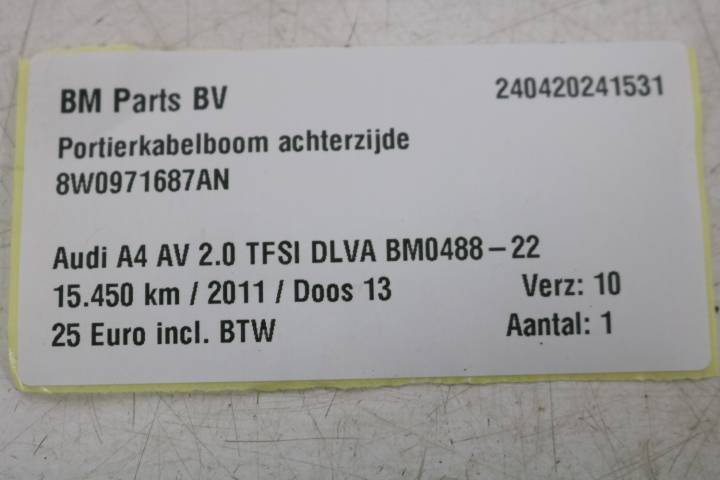 BM Parts BV 240420241531
Portierkabelboom achterzijde
8W0971687AN
Audi A4 AV 2.0 TFSI DLVA BM0488-22
15.450 km / 2011 / Doos 13 Verz: 10
25 Euro incl. BTW Aantal: 1